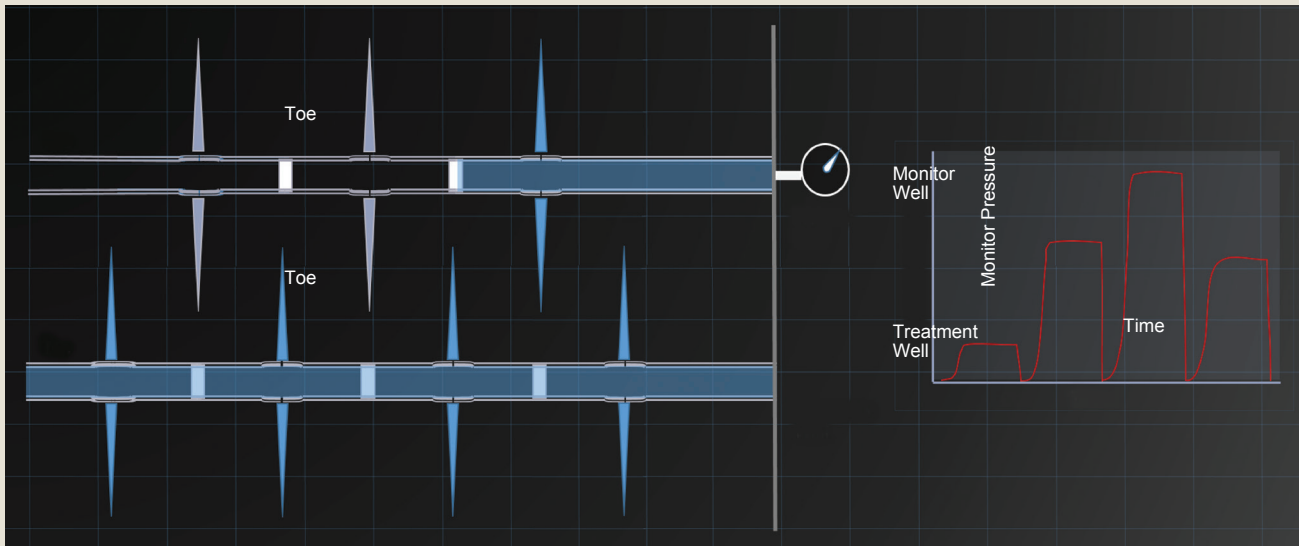 Toe
Monitor
Well
Monitor Pressure
Toe
Treatment
Well
Time